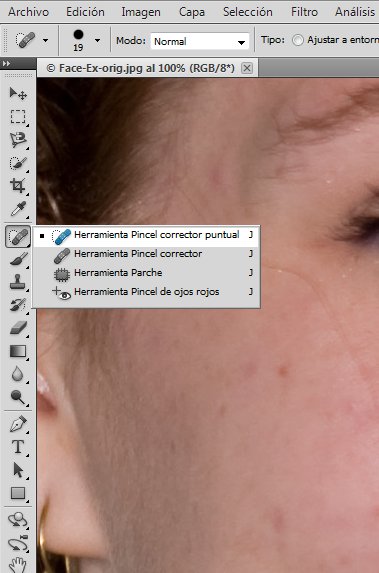 Archivo Edición Imagen Capa Selección Filtro Análisis
19 Modo: Normal Tipo: Ajustar a entorn
© Face-Ex-orig.jpg al 100% (RGB/8*)
Herramienta Pincel corrector puntual J
Herramienta Pincel corrector J
Herramienta Parche J
Herramienta Pincel de ojos rojos J
T